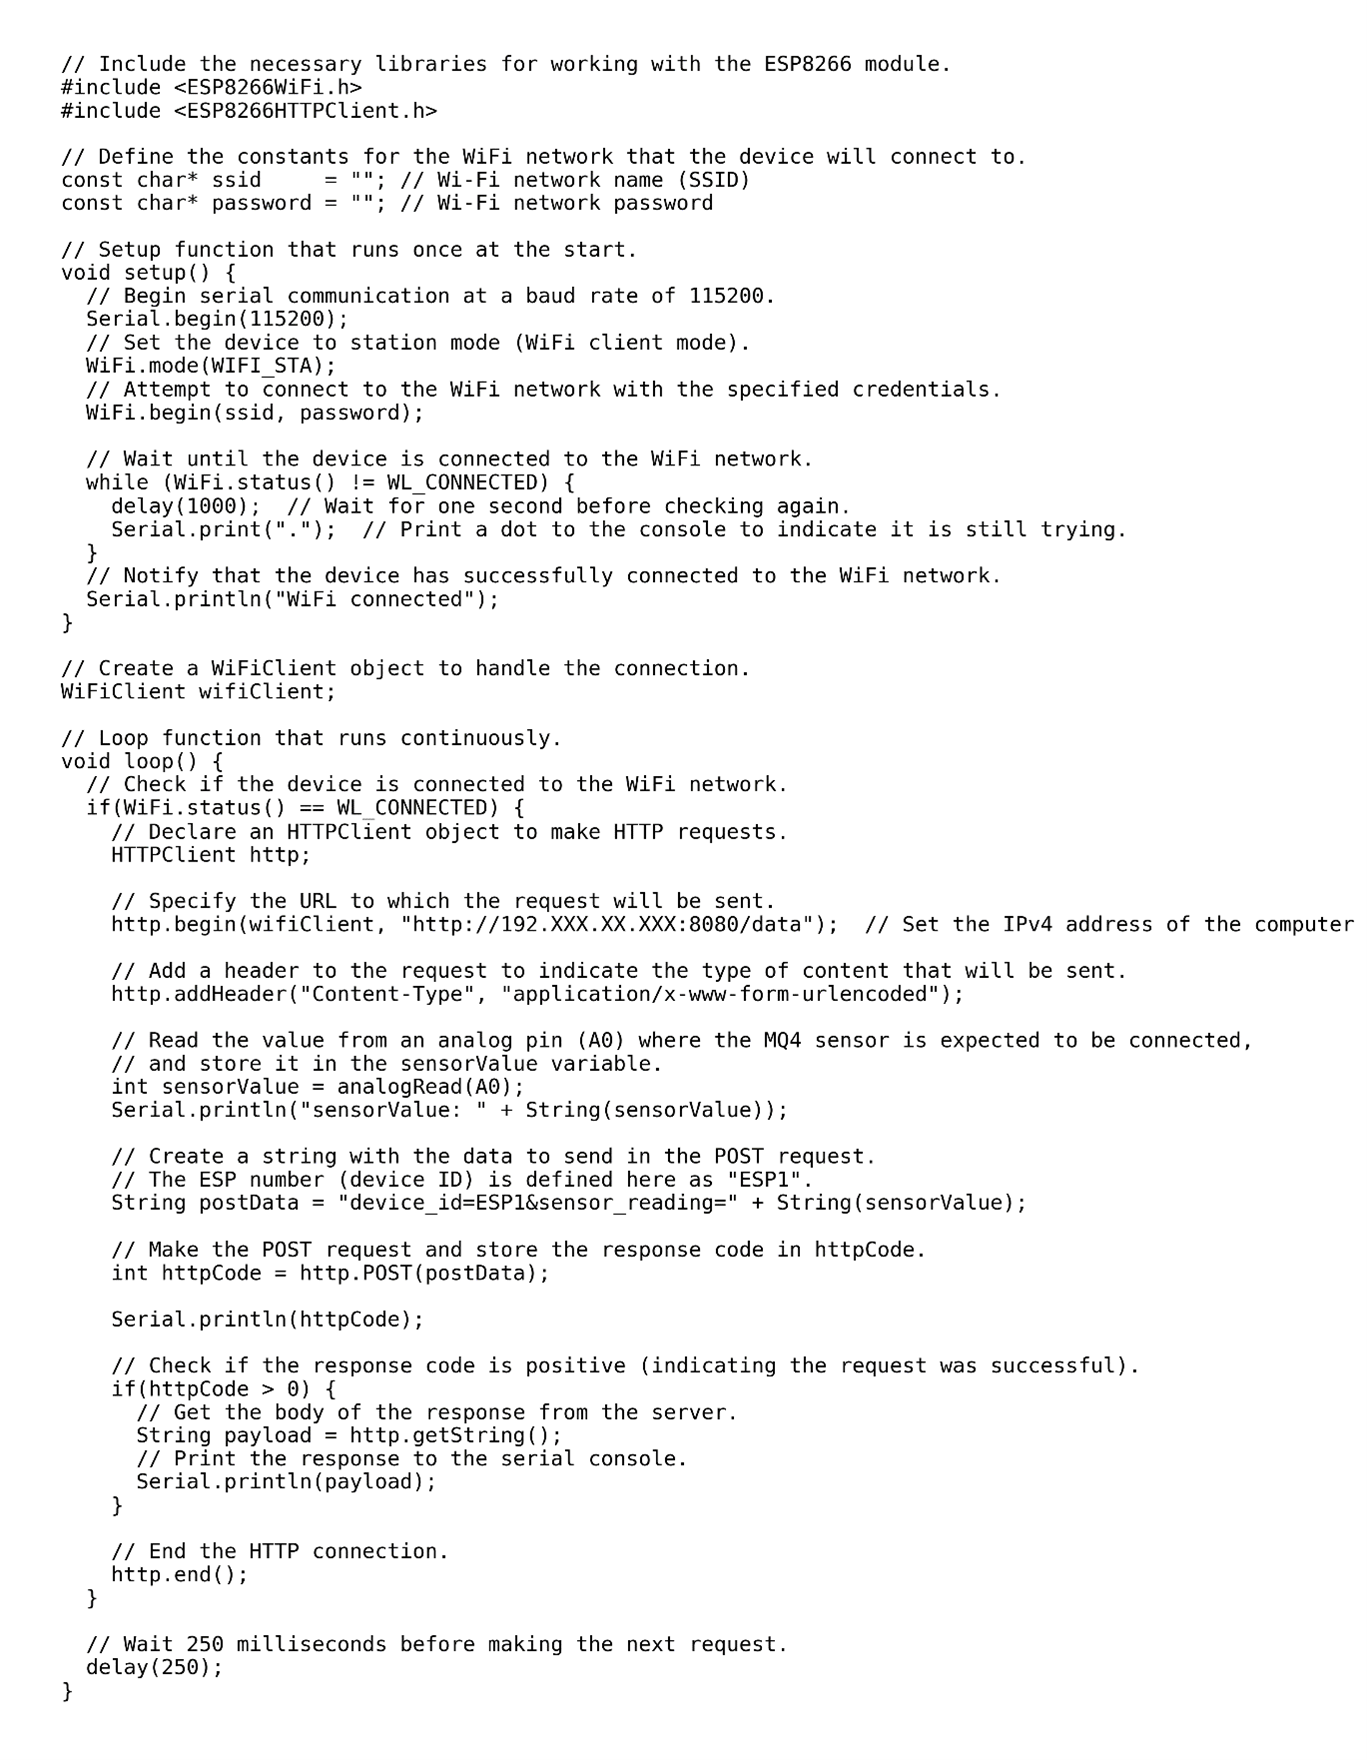 // Include the necessary libraries for working with the ESP8266 module.
#include <ESP8266WiFi.h>
#include <ESP8266HTTPClient.h>

// Define the constants for the WiFi network that the device will connect to.
const char* ssid     = ""; // Wi-Fi network name (SSID)
const char* password = ""; // Wi-Fi network password

// Setup function that runs once at the start.
void setup() {
  // Begin serial communication at a baud rate of 115200.
  Serial.begin(115200);
  // Set the device to station mode (WiFi client mode).
  WiFi.mode(WIFI_STA);
  // Attempt to connect to the WiFi network with the specified credentials.
  WiFi.begin(ssid, password);

  // Wait until the device is connected to the WiFi network.
  while (WiFi.status() != WL_CONNECTED) {
    delay(1000);  // Wait for one second before checking again.
    Serial.print(".");  // Print a dot to the console to indicate it is still trying.
  }
  // Notify that the device has successfully connected to the WiFi network.
  Serial.println("WiFi connected");
}

// Create a WiFiClient object to handle the connection.
WiFiClient wifiClient;

// Loop function that runs continuously.
void loop() {
  // Check if the device is connected to the WiFi network.
  if(WiFi.status() == WL_CONNECTED) {
    // Declare an HTTPClient object to make HTTP requests.
    HTTPClient http;

    // Specify the URL to which the request will be sent.
    http.begin(wifiClient, "http://192.XXX.XX.XXX:8080/data");  // Set the IPv4 address of the computer

    // Add a header to the request to indicate the type of content that will be sent.
    http.addHeader("Content-Type", "application/x-www-form-urlencoded");

    // Read the value from an analog pin (A0) where the MQ4 sensor is expected to be connected,
    // and store it in the sensorValue variable.
    int sensorValue = analogRead(A0);
    Serial.println("sensorValue: " + String(sensorValue));

    // Create a string with the data to send in the POST request.
    // The ESP number (device ID) is defined here as "ESP1".
    String postData = "device_id=ESP1&sensor_reading=" + String(sensorValue);

    // Make the POST request and store the response code in httpCode.
    int httpCode = http.POST(postData);

    Serial.println(httpCode);

    // Check if the response code is positive (indicating the request was successful).
    if(httpCode > 0) {
      // Get the body of the response from the server.
      String payload = http.getString();
      // Print the response to the serial console.
      Serial.println(payload);
    }

    // End the HTTP connection.
    http.end();
  }

  // Wait 250 milliseconds before making the next request.
  delay(250);
}